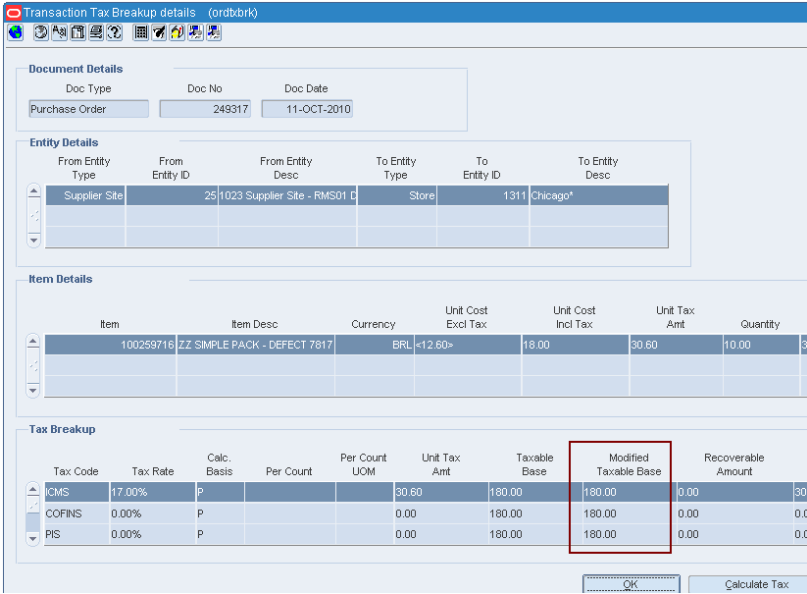 Transaction Tax Breakup details (ordtxbrk)
Document Details
Doc Type Doc No Doc Date
Purchase Order 249317 11-OCT-2010
Entity Details
From Entity Type From Entity ID From Entity Desc To Entity Type To Entity ID To Entity Desc
Supplier Site 25 1023 Supplier Site - RMS01 D Store 1311 Chicago*
Item Details
Item Item Desc Currency Unit Cost Excl Tax Unit Cost Incl Tax Unit Tax Amt Quantity
100259716 ZZ SIMPLE PACK - DEFECT 7817 BRL <12.60> 18.00 30.60 10.00 3
Tax Breakup
Tax Code Tax Rate Calc. Basis Per Count Per Count UOM Unit Tax Amt Taxable Base Modified Taxable Base Recoverable Amount
ICMS 17.00% P 30.60 180.00 180.00 0.00 30
COFINS 0.00% P 0.00 180.00 180.00 0.00 0.0
PIS 0.00% P 0.00 180.00 180.00 0.00 0.0
OK Calculate Tax